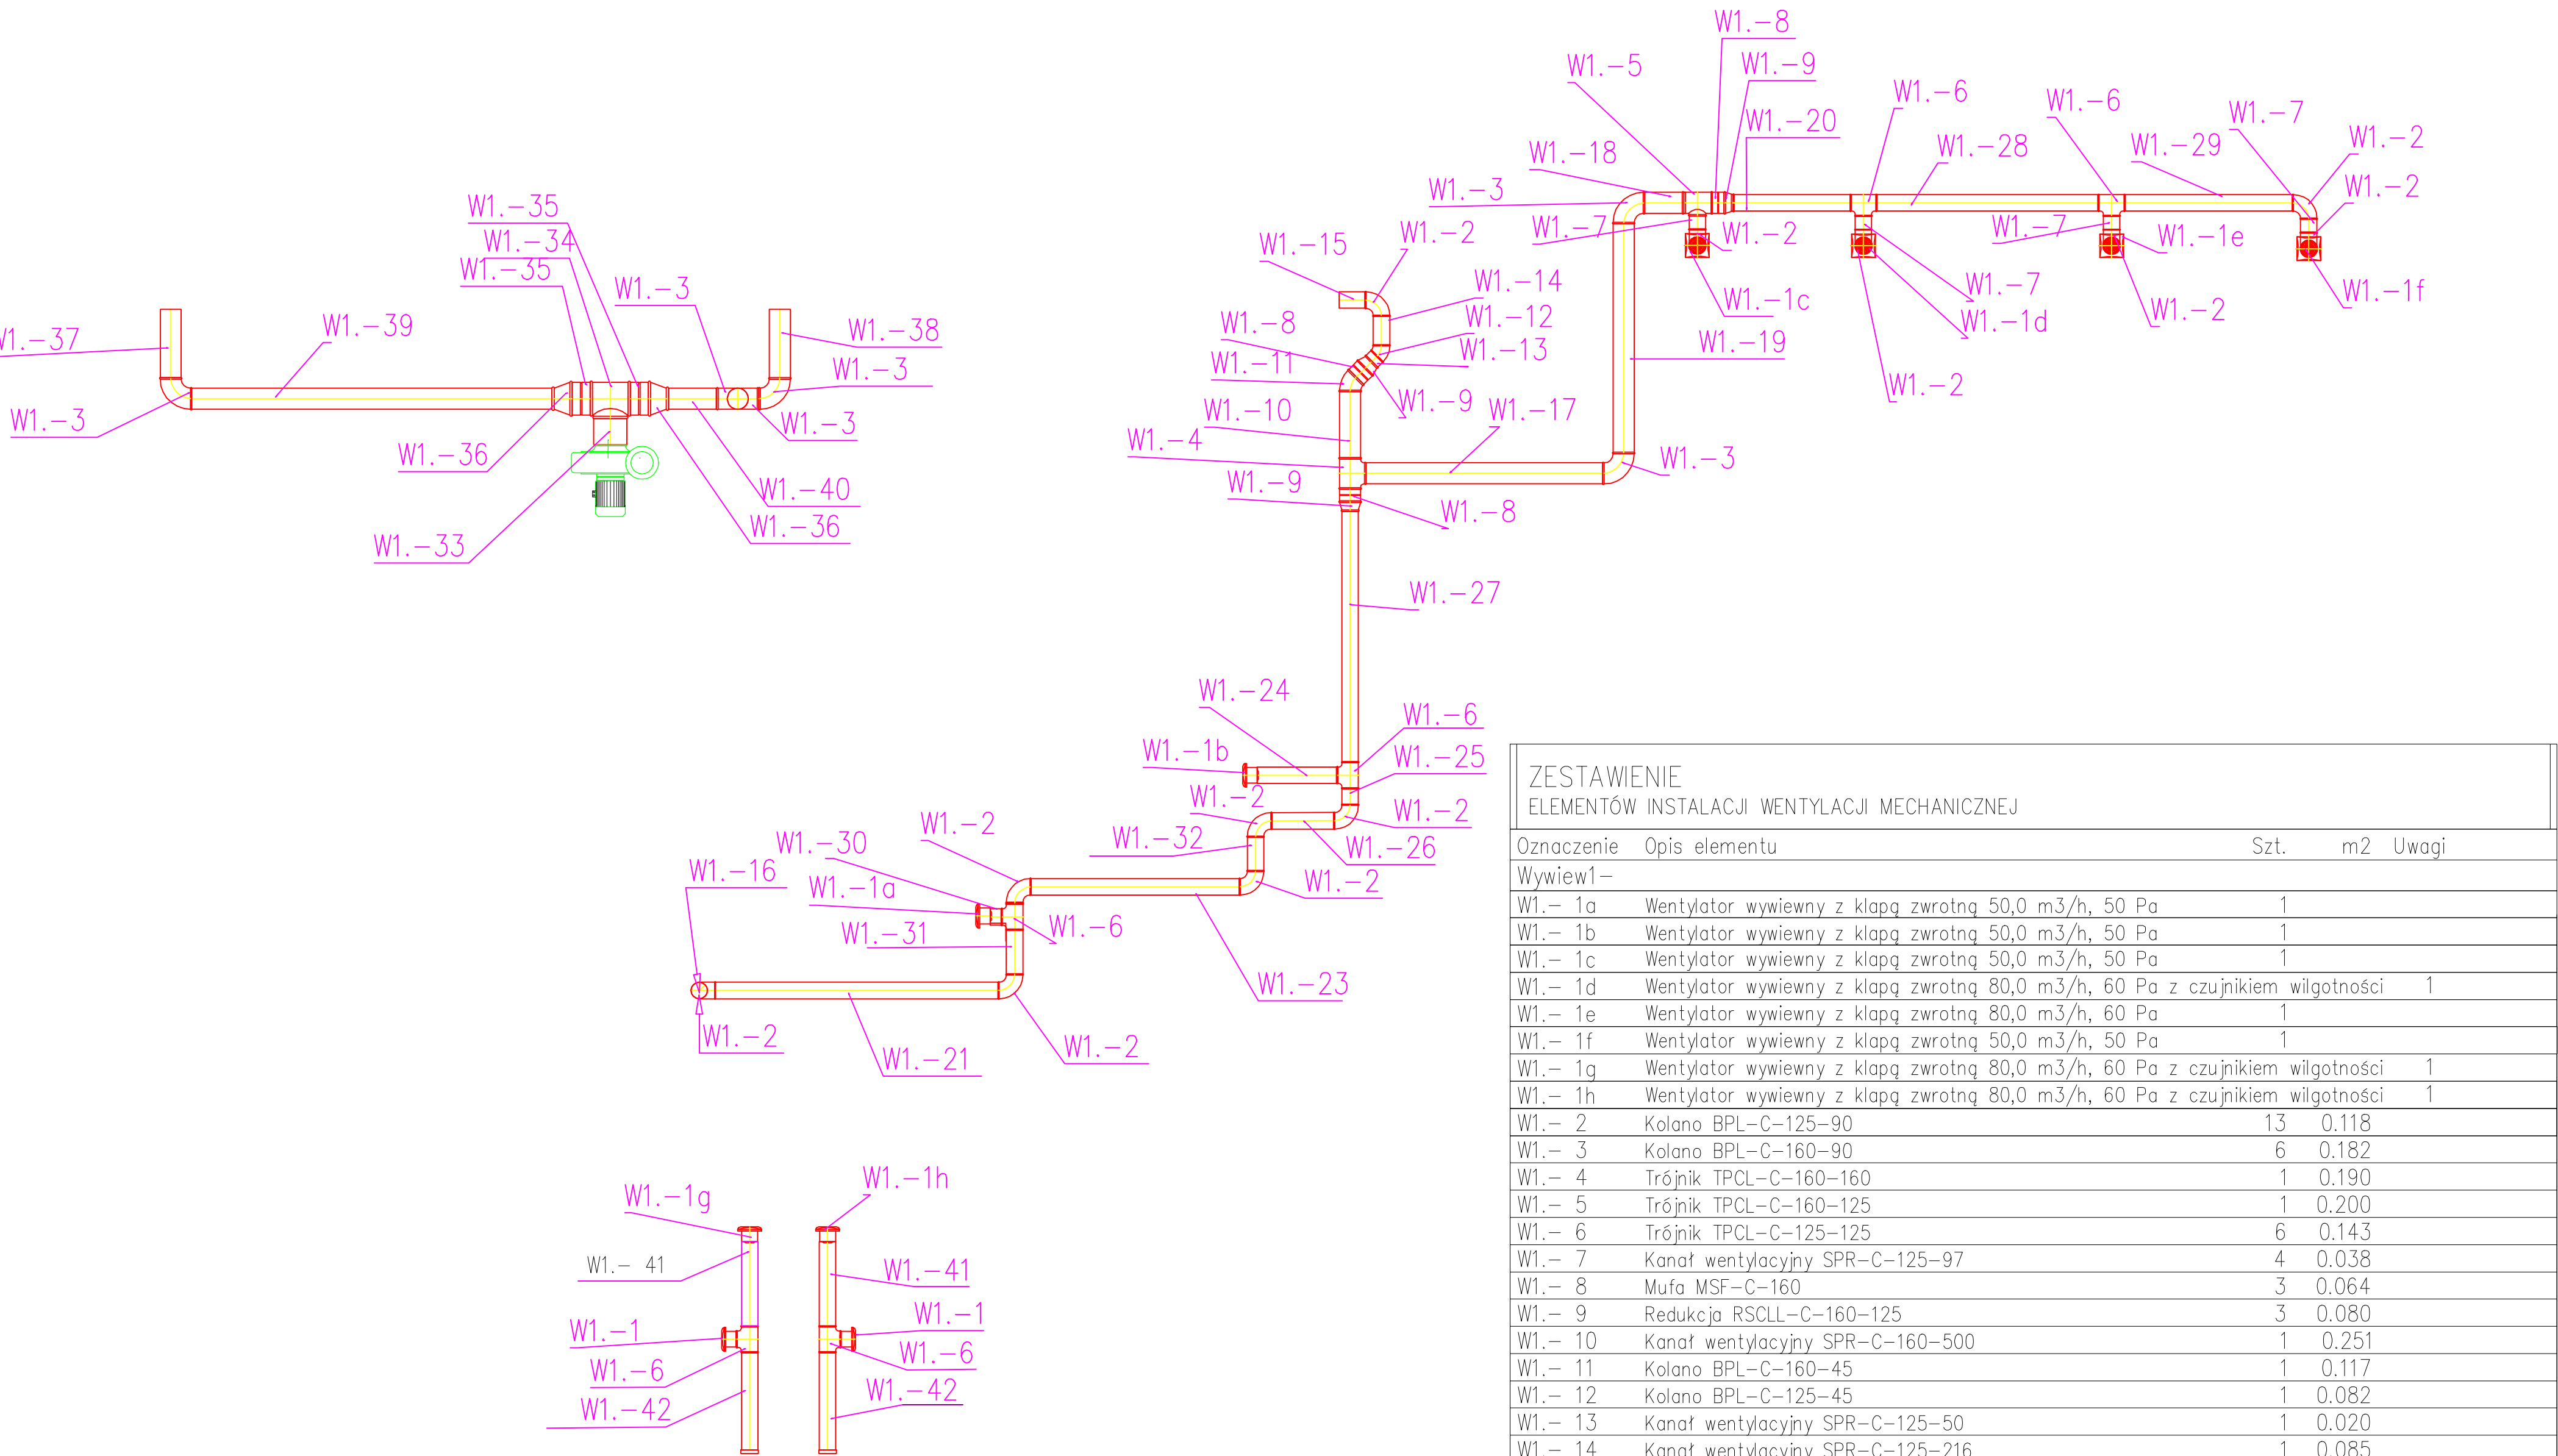 W1.-8
W1.-5
W1.-9
W1.-6
W1.-6
W1.-7
W1.-20
W1.-2
W1.-18
W1.-28
W1.-29
W1.-3
W1.-2
W1.-35
W1.-7
W1.-2
W1.-2
W1.-7
W1.-1e
W1.-34
W1.-15
W1.-35
W1.-3
W1.-14
W1.-7
W1.-1f
W1.-1c
W1.-2
W1.-37
W1.-39
W1.-38
W1.-8
W1.-12
W1.-1d
W1.-13
W1.-19
W1.-11
W1.-3
W1.-2
W1.-9
W1.-3
W1.-3
W1.-10
W1.-17
W1.-4
W1.-36
W1.-3
W1.-9
W1.-40
W1.-8
W1.-36
W1.-33
W1.-27
W1.-24
W1.-6
W1.-1b
W1.-25
W1.-2
W1.-2
W1.-2
W1.-32
W1.-30
W1.-26
W1.-16
W1.-1a
W1.-2
W1.-31
W1.-6
W1.-23
W1.-2
W1.-21
W1.-2
W1.-1g
W1.-1h
W1.- 41
W1.-41
W1.-1
W1.-1
W1.-6
W1.-6
W1.-42
W1.-42
ZESTAWIENIE
ELEMENTÓW INSTALACJI WENTYLACJI MECHANICZNEJ
Oznaczenie Opis elementu Szt. m2 Uwagi
Wywiew1-
W1.- 1a Wentylator wywiewny z klapą zwrotną 50,0 m3/h, 50 Pa 1
W1.- 1b Wentylator wywiewny z klapą zwrotną 50,0 m3/h, 50 Pa 1
W1.- 1c Wentylator wywiewny z klapą zwrotną 50,0 m3/h, 50 Pa 1
W1.- 1d Wentylator wywiewny z klapą zwrotną 80,0 m3/h, 60 Pa z czujnikiem wilgotności 1
W1.- 1e Wentylator wywiewny z klapą zwrotną 80,0 m3/h, 60 Pa 1
W1.- 1f Wentylator wywiewny z klapą zwrotną 50,0 m3/h, 50 Pa 1
W1.- 1g Wentylator wywiewny z klapą zwrotną 80,0 m3/h, 60 Pa z czujnikiem wilgotności 1
W1.- 1h Wentylator wywiewny z klapą zwrotną 80,0 m3/h, 60 Pa z czujnikiem wilgotności 1
W1.- 2 Kolano BPL-C-125-90 13 0.118
W1.- 3 Kolano BPL-C-160-90 6 0.182
W1.- 4 Trójnik TPCL-C-160-160 1 0.190
W1.- 5 Trójnik TPCL-C-160-125 1 0.200
W1.- 6 Trójnik TPCL-C-125-125 6 0.143
W1.- 7 Kanał wentylacyjny SPR-C-125-97 4 0.038
W1.- 8 Mufa MSF-C-160 3 0.064
W1.- 9 Redukcja RSCLL-C-160-125 3 0.080
W1.- 10 Kanał wentylacyjny SPR-C-160-500 1 0.251
W1.- 11 Kolano BPL-C-160-45 1 0.117
W1.- 12 Kolano BPL-C-125-45 1 0.082
W1.- 13 Kanał wentylacyjny SPR-C-125-50 1 0.020
W1.- 14 Kanał wentylacyjny SPR-C-125-216 1 0.085